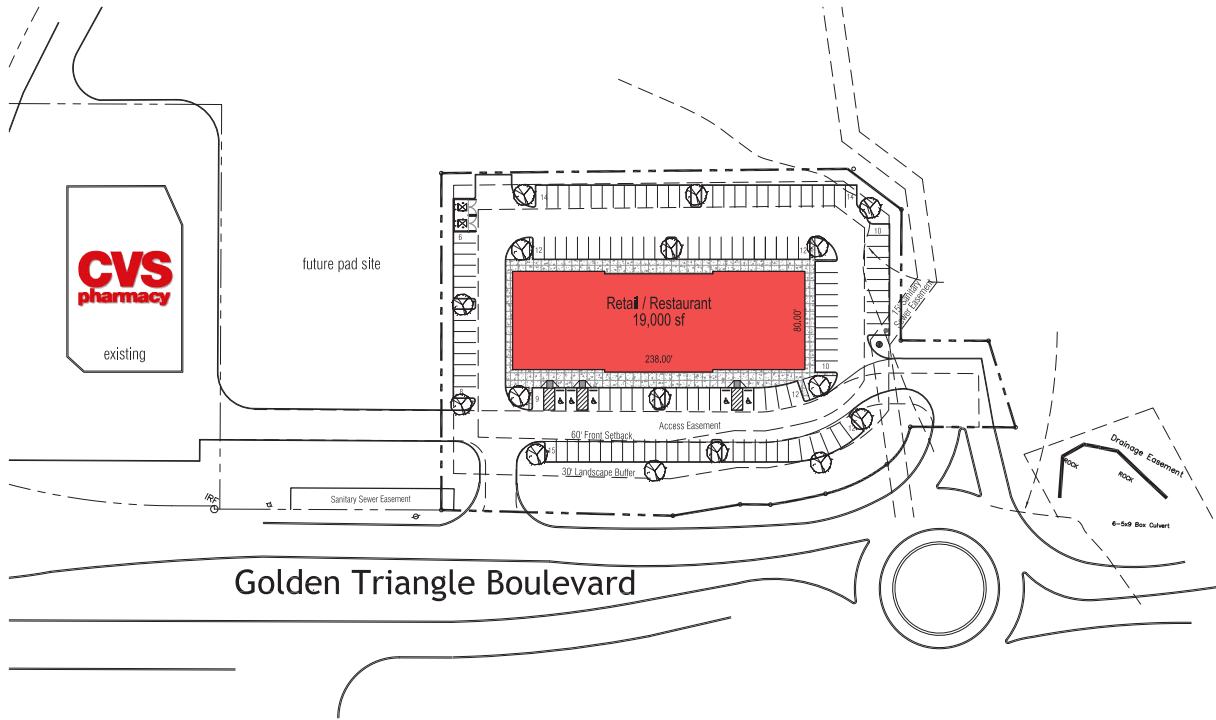 14
14
10
6
12
12
CVS
pharmacy
future pad site
15' Sanitary
Sewer Easement
Retail / Restaurant
19,000 sf
80.00'
existing
238.00'
10
9
12
Access Easement
60' Front Setback
12
15
30' Landscape Buffer
Drainage Easement
ROCK
ROCK
IRF
Sanitary Sewer Easement
6-5x9 Box Culvert
Golden Triangle Boulevard